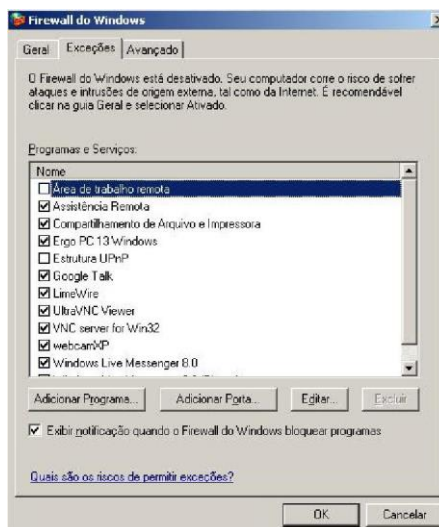 Firewall do Windows
Geral Exceções Avançado
O Firewall do Windows está desativado. Seu computador corre o risco de sofrer
ataques e intrusões de origem externa, tal como da Internet. É recomendável
clicar na guia Geral e selecionar Ativado.
Programas e Serviços:
Nome
Área de trabalho remota
Assistência Remota
Compartilhamento de Arquivo e Impressora
Ergo PC 13 Windows
Estrutura UPnP
Google Talk
LimeWire
UltraVNC Viewer
VNC server for Win32
webcamXP
Windows Live Messenger 8.0
Adicionar Programa... Adicionar Porta... Editar... Excluir
Exibir notificação quando o Firewall do Windows bloquear programas
Quais são os riscos de permitir exceções?
OK Cancelar